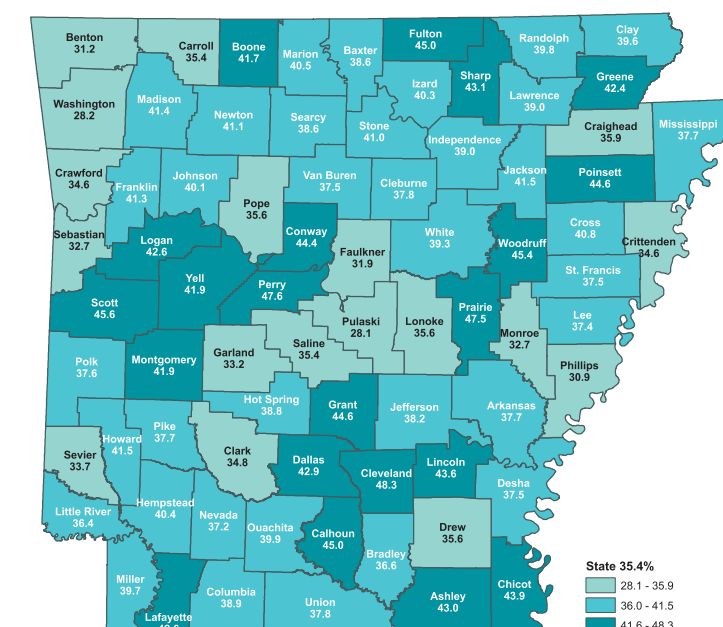 Benton
31.2
Carroll
35.4
Boone
41.7
Marion
40.5
Baxter
38.6
Fulton
45.0
Randolph
39.8
Clay
39.6
Izard
40.3
Sharp
43.1
Lawrence
39.0
Greene
42.4
Washington
28.2
Madison
41.4
Newton
41.1
Searcy
38.6
Stone
41.0
Independence
39.0
Craighead
35.9
Mississippi
37.7
Crawford
34.6
Franklin
41.3
Johnson
40.1
Pope
35.6
Van Buren
37.5
Cleburne
37.8
Jackson
41.5
Poinsett
44.6
Sebastian
32.7
Logan
42.6
Conway
44.4
Faulkner
31.9
White
39.3
Woodruff
45.4
Cross
40.8
Crittenden
34.6
Scott
45.6
Yell
41.9
Perry
47.6
Pulaski
28.1
Lonoke
35.6
Prairie
47.5
Monroe
32.7
St. Francis
37.5
Lee
37.4
Phillips
30.9
Polk
37.6
Montgomery
41.9
Garland
33.2
Saline
35.4
Hot Spring
38.8
Grant
44.6
Jefferson
38.2
Arkansas
37.7
Sevier
33.7
Howard
41.5
Pike
37.7
Clark
34.8
Dallas
42.9
Cleveland
48.3
Lincoln
43.6
Desha
37.5
Little River
36.4
Hempstead
40.4
Nevada
37.2
Ouachita
39.9
Calhoun
45.0
Bradley
36.6
Drew
35.6
Miller
39.7
Lafayette
Columbia
38.9
Union
37.8
Ashley
43.0
Chicot
43.9
State 35.4%
28.1 - 35.9
36.0 - 41.5
41.6 - 48.3